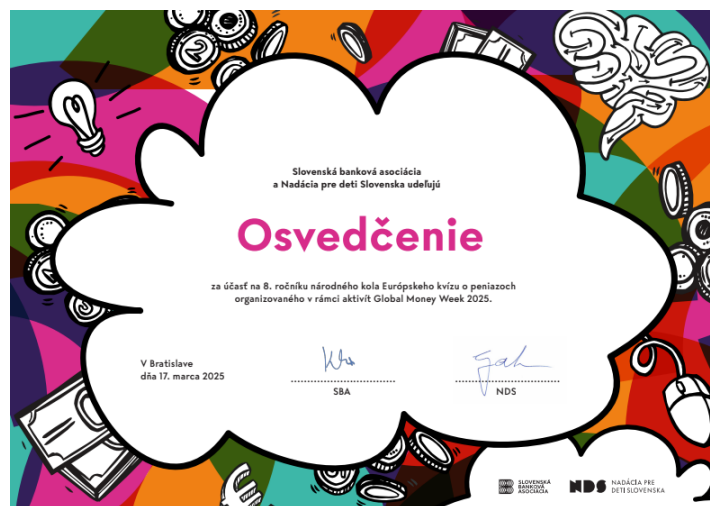 Slovenská banková asociácia
a Nadácia pre deti Slovenska udeľujú
Osvedčenie
za účasť na 8. ročníku národného kola Európskeho kvízu o peniazoch
organizovaného v rámci aktivít Global Money Week 2025.
V Bratislave
dňa 17. marca 2025
SBA
NDS
SLOVENSKÁ
BANKOVÁ
ASOCIÁCIA
NDS
NADÁCIA PRE
DETI SLOVENSKA